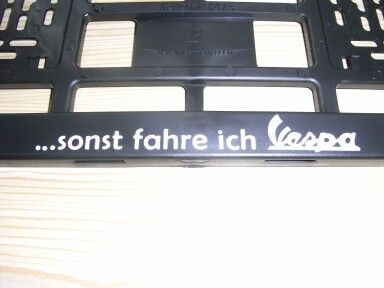 ...sonst fahre ich Vespa